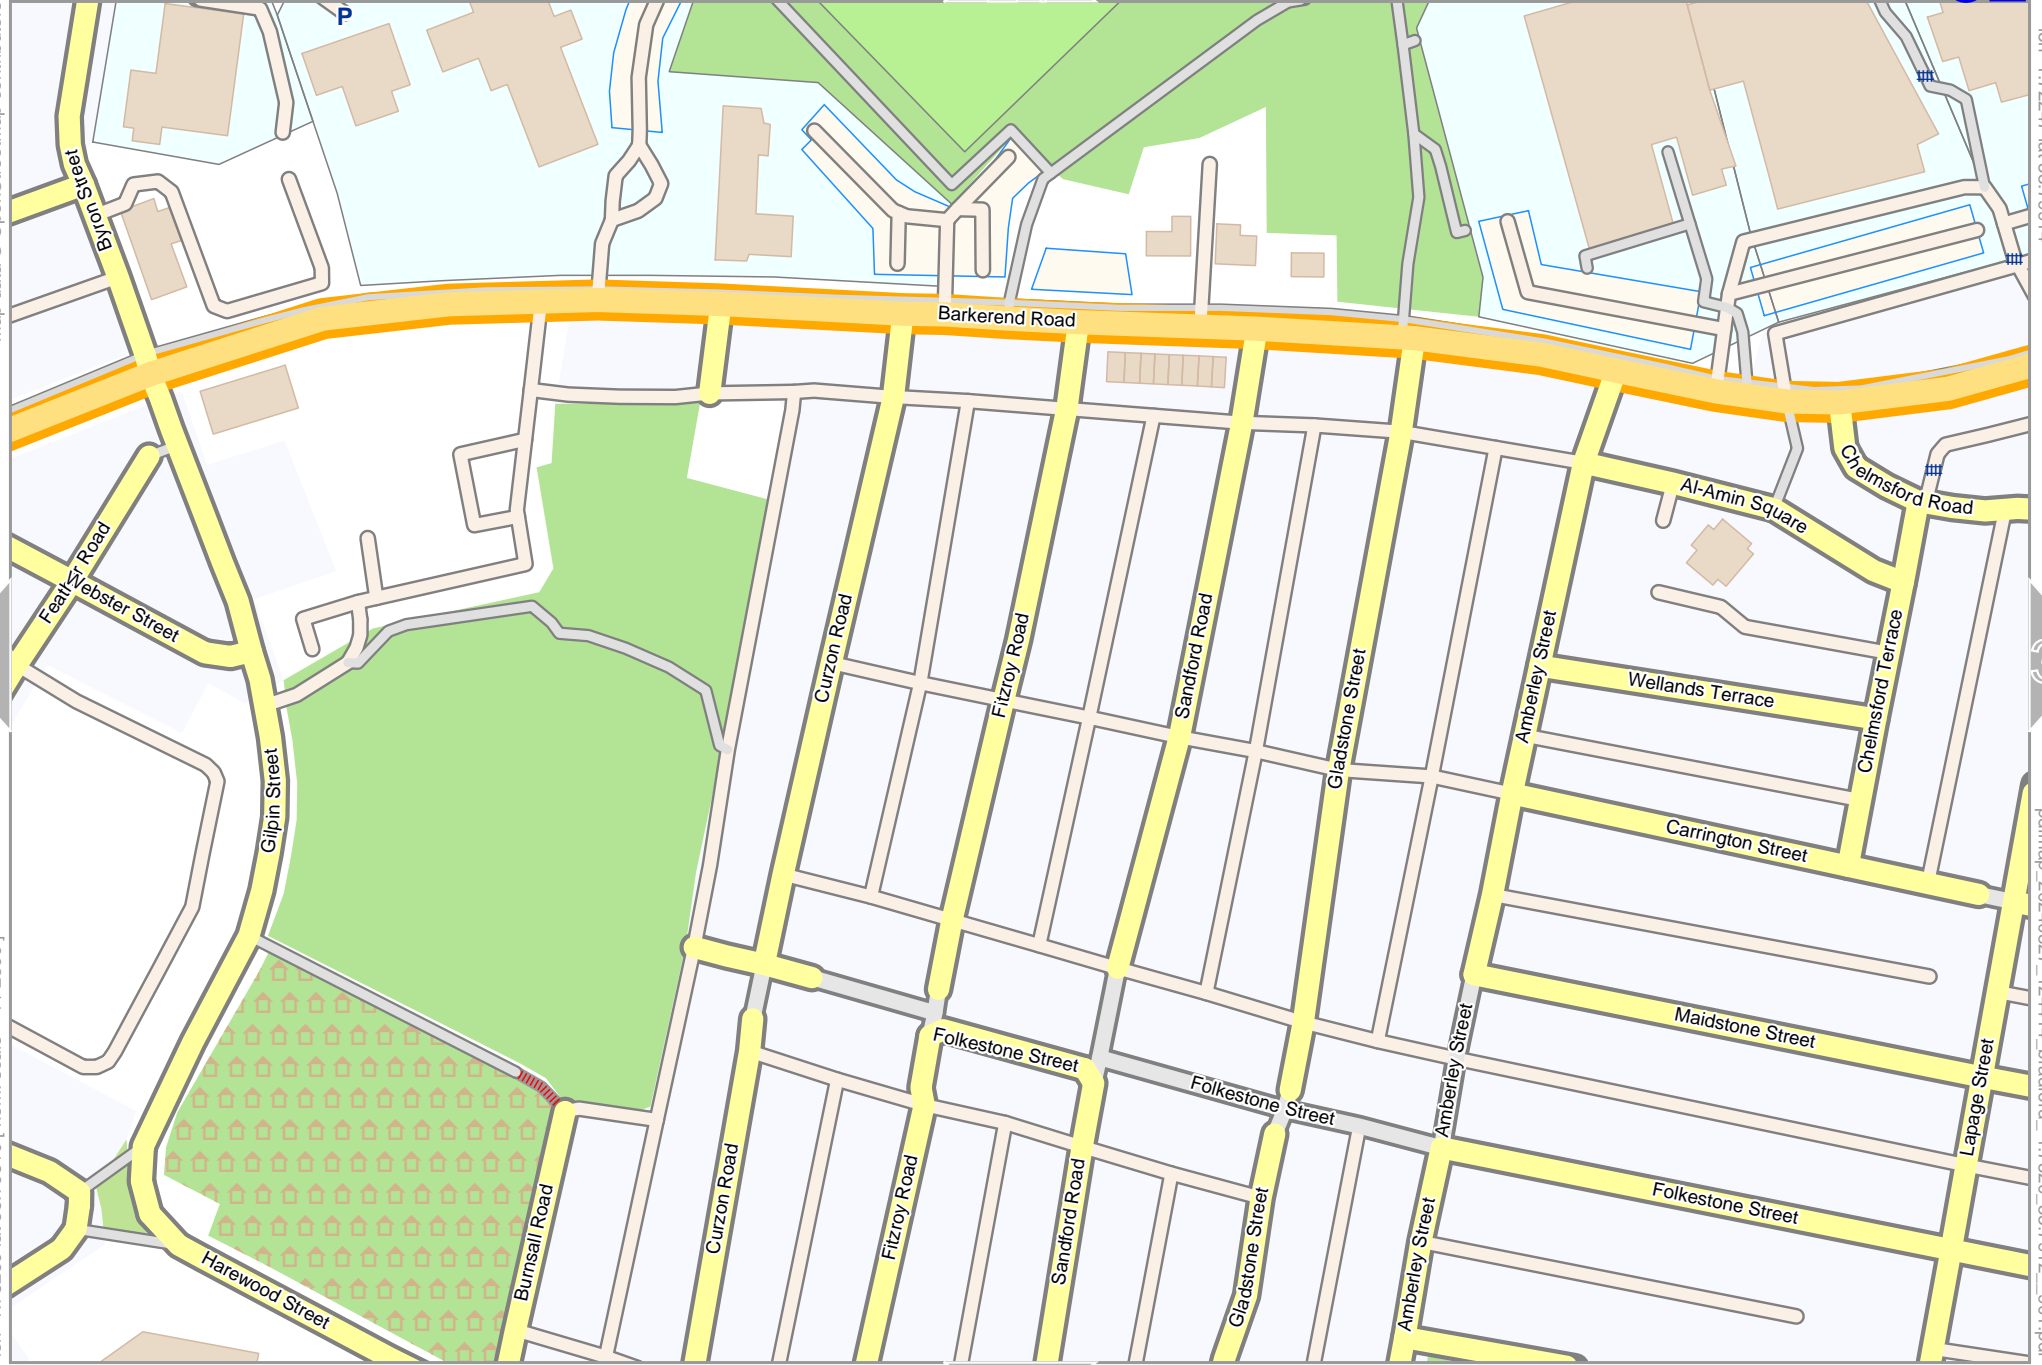 P
Byron Street
Barkerend Road
Chelmsford Road
Al-Amin Square
Feather Road
Webster Street
Curzon Road
Fitzroy Road
Sandford Road
Gladstone Street
Amberley Street
Wellands Terrace
Chelmsford Terrace
Gilpin Street
Carrington Street
Folkestone Street
Folkestone Street
Amberley Street
Maidstone Street
Lapage Street
Burnsall Road
Curzon Road
Fitzroy Road
Sandford Road
Gladstone Street
Amberley Street
Folkestone Street
Harewood Street